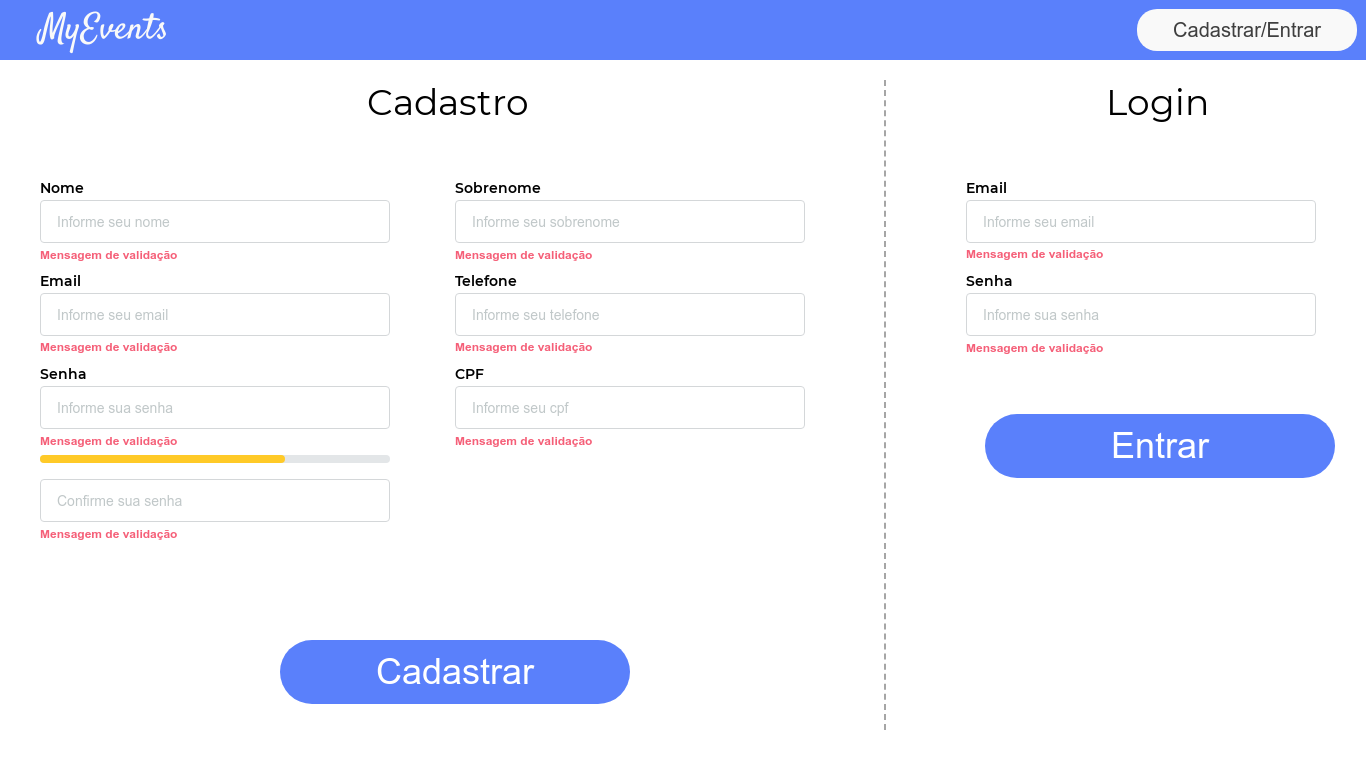 MyEvents
Cadastrar/Entrar
Cadastro
Nome
Informe seu nome
Mensagem de validação
Sobrenome
Informe seu sobrenome
Mensagem de validação
Email
Informe seu email
Mensagem de validação
Telefone
Informe seu telefone
Mensagem de validação
Senha
Informe sua senha
Mensagem de validação
CPF
Informe seu cpf
Mensagem de validação
Confirme sua senha
Mensagem de validação
Cadastrar
Login
Email
Informe seu email
Mensagem de validação
Senha
Informe sua senha
Mensagem de validação
Entrar